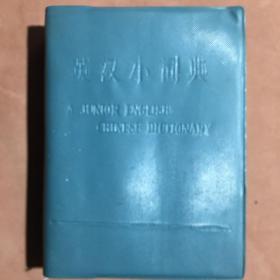 英汉小词典
A JUNIOR ENGLISH
CHINESE DICTIONARY